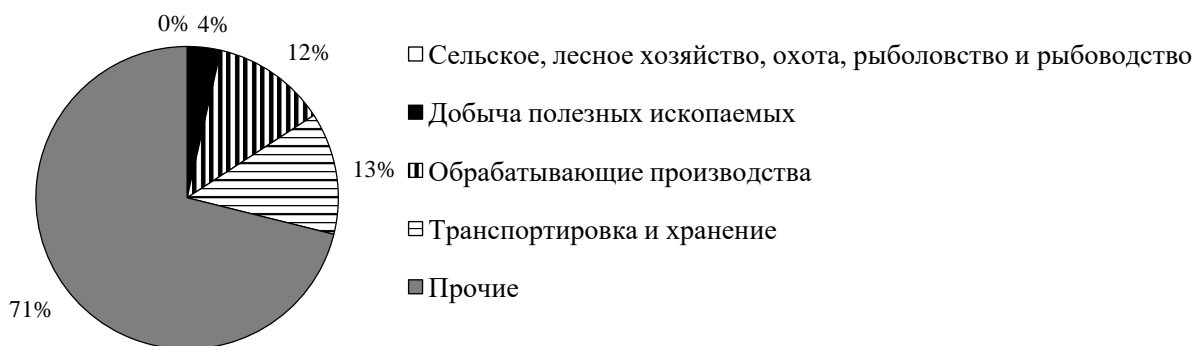 0% 4%
12%
13%
71%
Сельское, лесное хозяйство, охота, рыболовство и рыбоводство
Добыча полезных ископаемых
Обрабатывающие производства
Транспортировка и хранение
Прочие